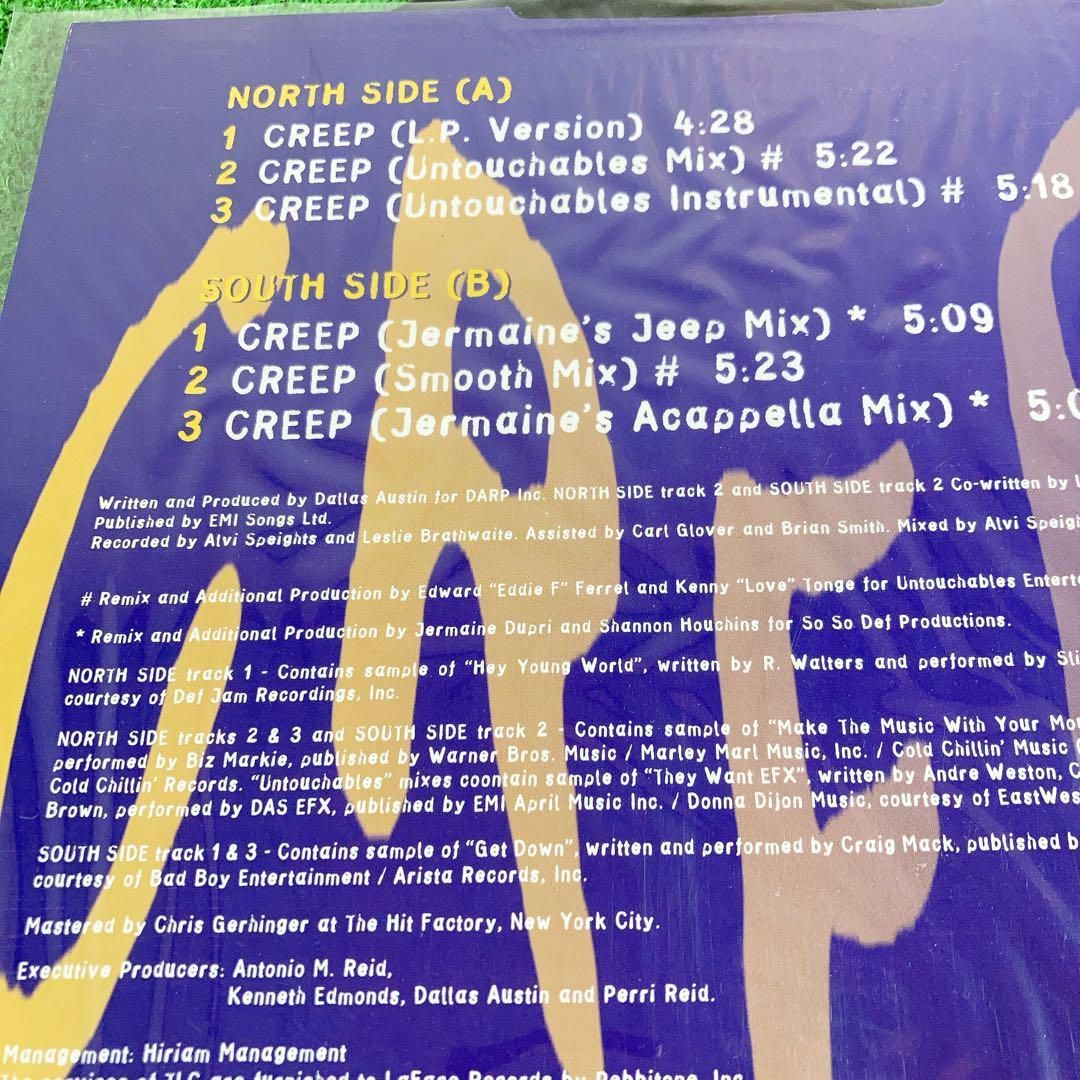 NORTH SIDE (A)
1 CREEP (L.P. Version) 4:28
2 CREEP (Untouchables Mix) # 5:22
3 CREEP (Untouchables Instrumental) # 5:18
SOUTH SIDE (B)
1 CREEP (Jermaine's Jeep Mix) * 5:09
2 CREEP (Smooth Mix) # 5:23
3 CREEP (Jermaine's Acappella Mix) *
Written and Produced by Dallas Austin for DARP Inc. NORTH SIDE track 2 and SOUTH SIDE track 2 Co-written by
Published by EMI Songs Ltd.
Recorded by Alvi Speights and Leslie Brathwaite. Assisted by Carl Glover and Brian Smith. Mixed by Alvi
# Remix and Additional Production by Edward "Eddie F" Ferrel and Kenny "Love" Tonge for Untouchables
* Remix and Additional Production by Jermaine Dupri and Shannon Houchins for So So Def Productions.
NORTH SIDE track 1 - Contains sample of "Hey Young World", written by R. Walters and performed by
courtesy of Def Jam Recordings, Inc.
NORTH SIDE tracks 2 & 3 and SOUTH SIDE track 2 - Contains sample of "Make The Music With Your
performed by Biz Markie, published by Warner Bros. Music / Marley Marl Music, Inc. / Cold Chillin' Music
Cold Chillin' Records. "Untouchables" mixes coontain sample of "They Want EFX", written by Andre Weston,
Brown, performed by DAS EFX, published by EMI April Music Inc. / Donna Dijon Music, courtesy of
SOUTH SIDE track 1 & 3 - Contains sample of "Get Down", written and performed by Craig Mack, published
courtesy of Bad Boy Entertainment / Arista Records, Inc.
Mastered by Chris Gerhinger at The Hit Factory, New York City.
Executive Producers: Antonio M. Reid,
Kenneth Edmonds, Dallas Austin and Perri Reid.
Management: Hiriam Management
The services of TLC are furnished to LaFace Records by Pebbitone, Inc.